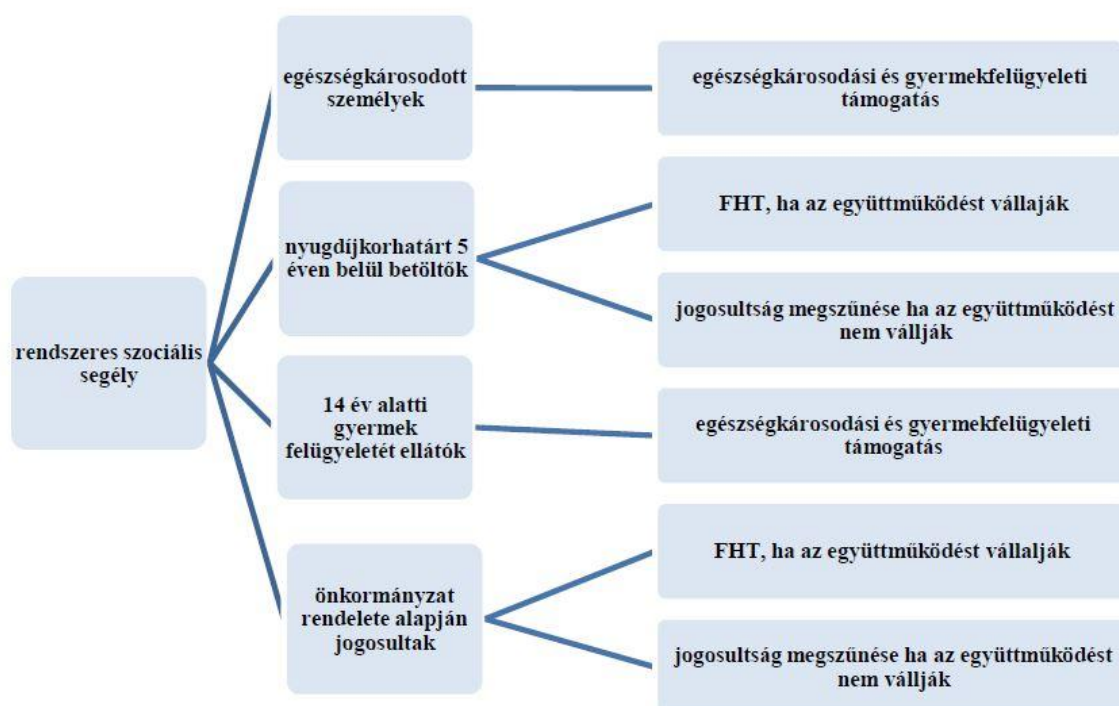 rendszeres szociális
segély
egészségkárosodott
személyek
nyugdíjkorhatárt 5
éven belül betöltők
14 év alatti
gyermek
felügyeletét ellátók
önkormányzat
rendelete alapján
jogosultak
egészségkárosodási és gyermekfelügyeleti
támogatás
FHT, ha az együttműködést vállaják
jogosultság megszűnése ha az együttműködést
nem vállják
egészségkárosodási és gyermekfelügyeleti
támogatás
FHT, ha az együttműködést vállalják
jogosultság megszűnése ha az együttműködést
nem vállják